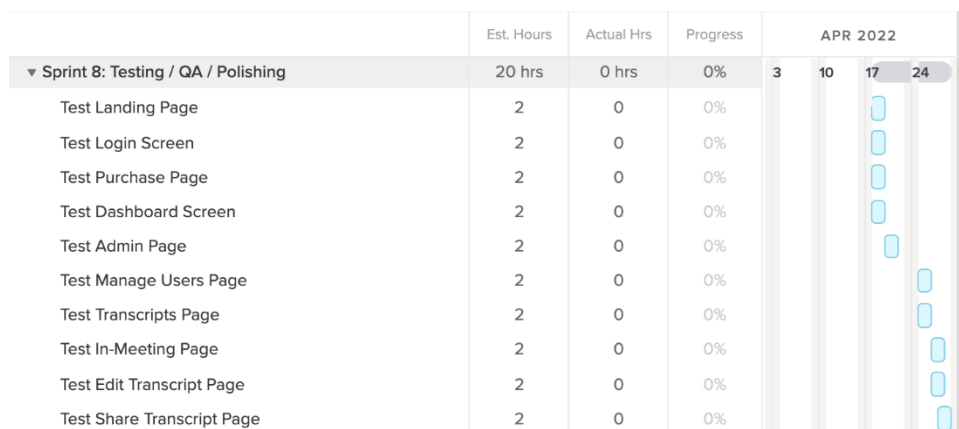 Est. Hours Actual Hrs Progress APR 2022
Sprint 8: Testing / QA / Polishing 20 hrs 0 hrs 0% 3 10 17 24
Test Landing Page 2 0 0%
Test Login Screen 2 0 0%
Test Purchase Page 2 0 0%
Test Dashboard Screen 2 0 0%
Test Admin Page 2 0 0%
Test Manage Users Page 2 0 0%
Test Transcripts Page 2 0 0%
Test In-Meeting Page 2 0 0%
Test Edit Transcript Page 2 0 0%
Test Share Transcript Page 2 0 0%